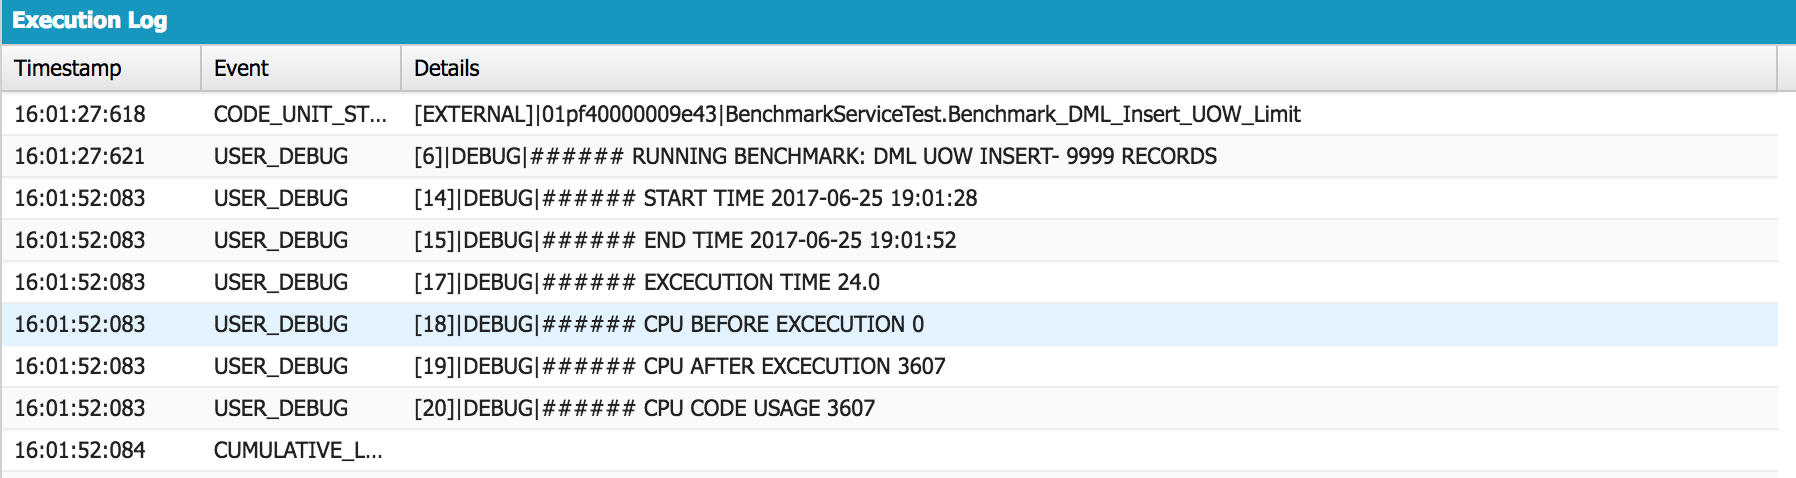 Execution Log
Timestamp Event Details
16:01:27:618 CODE_UNIT_ST... [EXTERNAL]|01pf40000009e43|BenchmarkServiceTest.Benchmark_DML_Insert_UOW_Limit
16:01:27:621 USER_DEBUG [6]|DEBUG|###### RUNNING BENCHMARK: DML UOW INSERT- 9999 RECORDS
16:01:52:083 USER_DEBUG [14]|DEBUG|###### START TIME 2017-06-25 19:01:28
16:01:52:083 USER_DEBUG [15]|DEBUG|###### END TIME 2017-06-25 19:01:52
16:01:52:083 USER_DEBUG [17]|DEBUG|###### EXCECUTION TIME 24.0
16:01:52:083 USER_DEBUG [18]|DEBUG|###### CPU BEFORE EXCECUTION 0
16:01:52:083 USER_DEBUG [19]|DEBUG|###### CPU AFTER EXCECUTION 3607
16:01:52:083 USER_DEBUG [20]|DEBUG|###### CPU CODE USAGE 3607
16:01:52:084 CUMULATIVE_L...